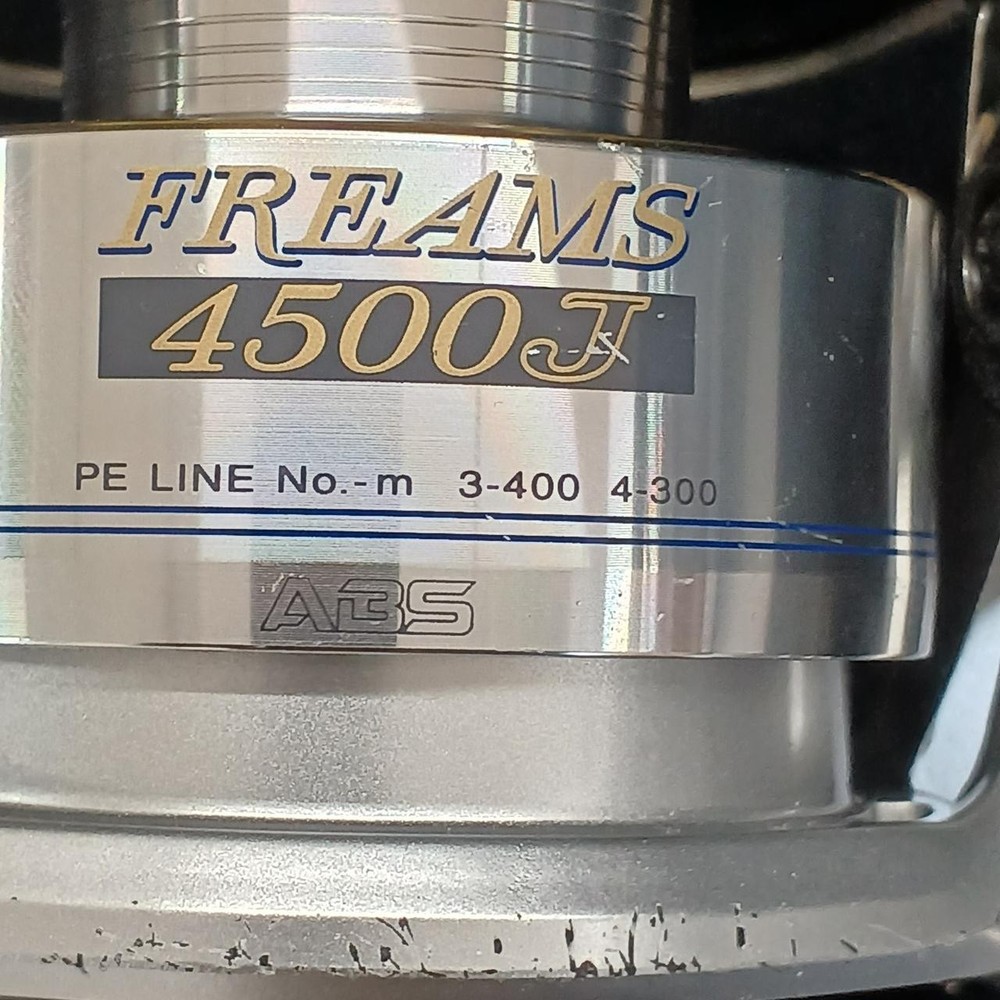 FREAMS
4500J
PE LINE No.-m 3-400 4-300
ABS